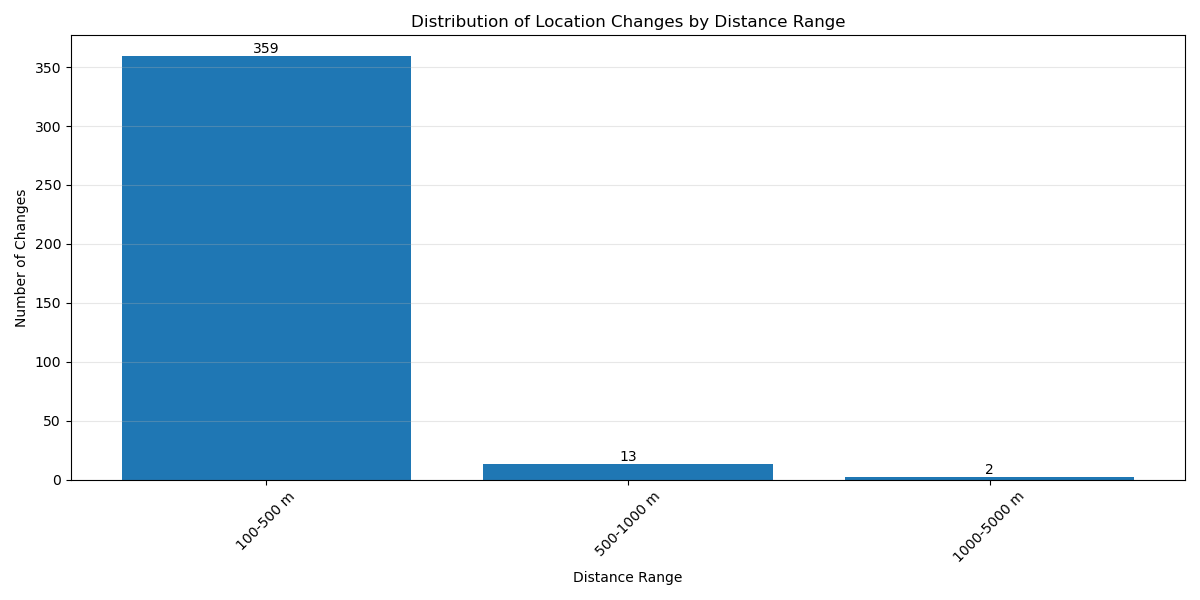 Distribution of Location Changes by Distance Range
359
13
2
350
300
250
200
150
100
50
0
Number of Changes
100-500 m
500-1000 m
1000-5000 m
Distance Range